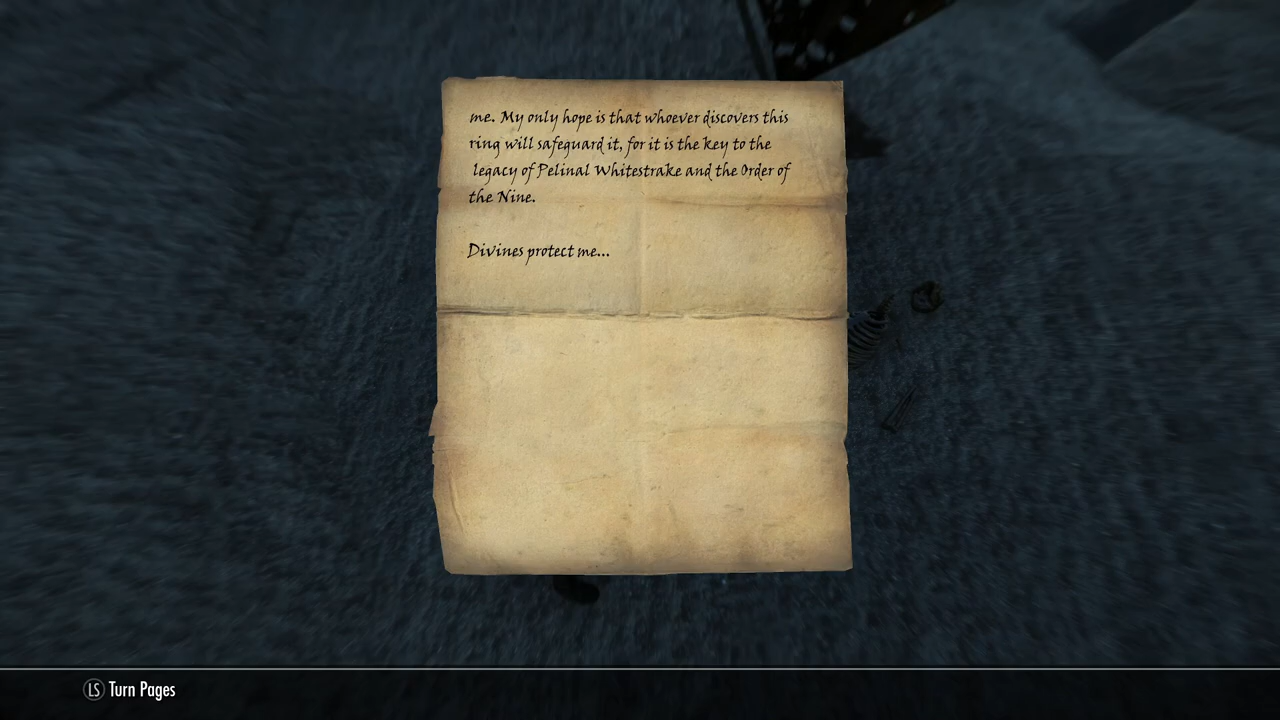 me. My only hope is that whoever discovers this
ring will safeguard it, for it is the key to the
legacy of Pelinal Whitestrake and the Order of
the Nine.
Divines protect me...
LS Turn Pages